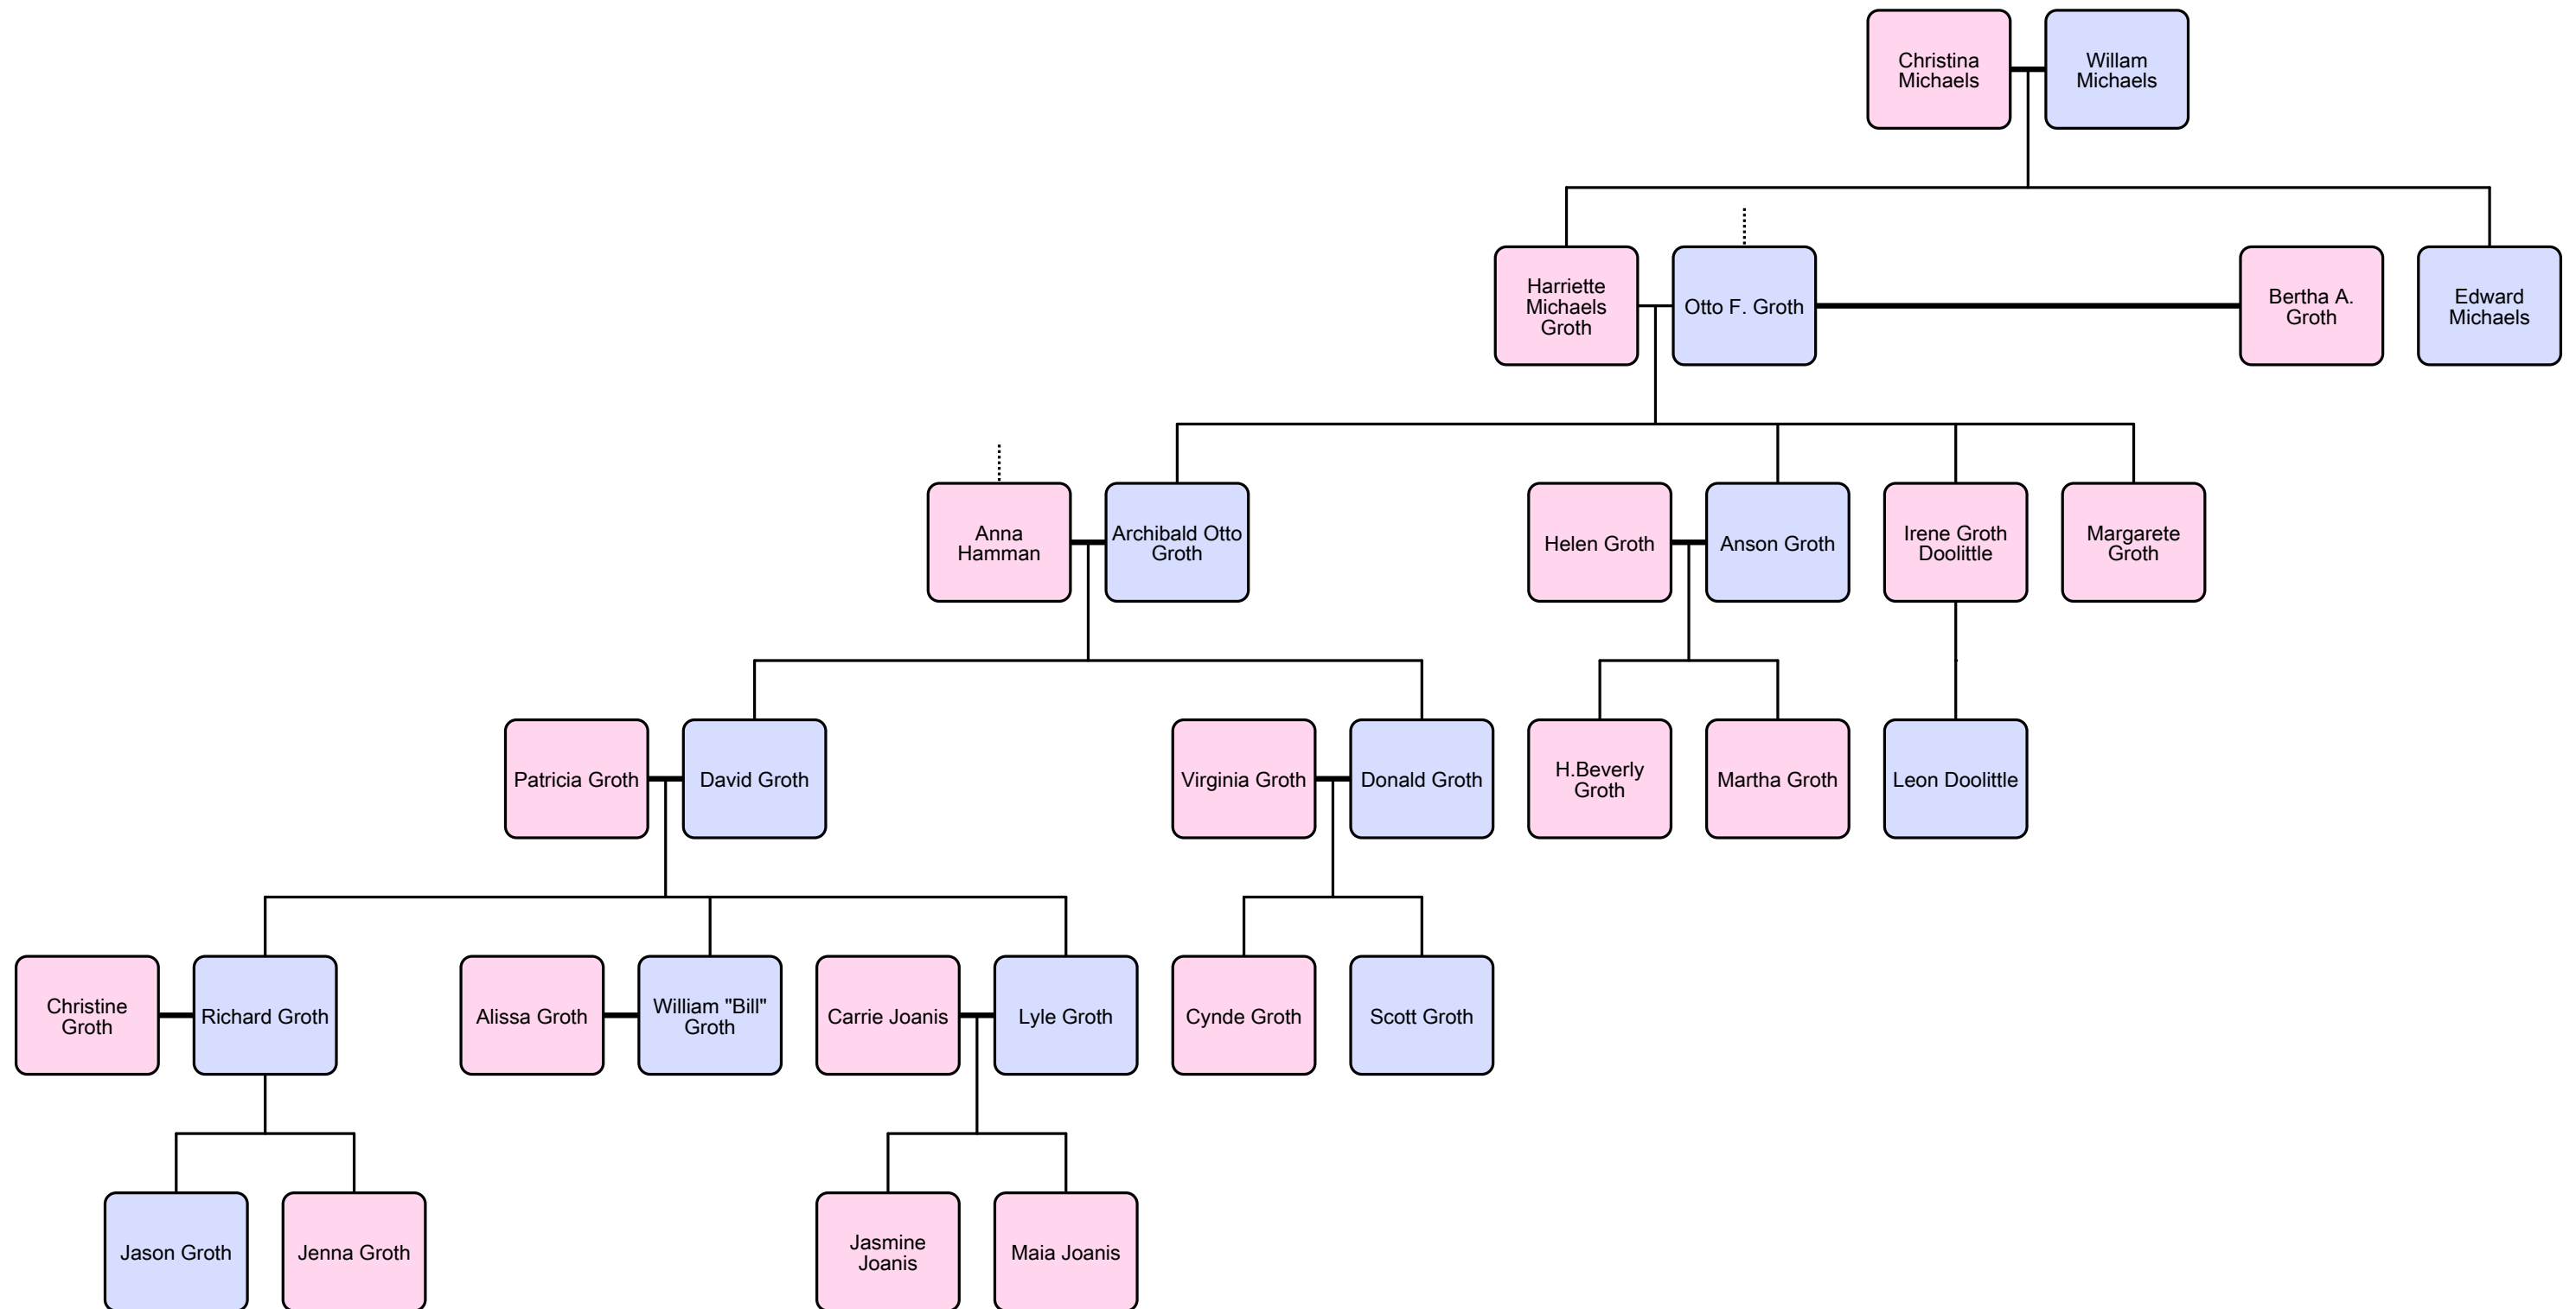 Christina
Michaels
Willam
Michaels
Harriette
Michaels
Groth
Otto F. Groth
Bertha A.
Groth
Edward
Michaels
Anna
Hamman
Archibald Otto
Groth
Helen Groth
Anson Groth
Irene Groth
Doolittle
Margarete
Groth
Patricia Groth
David Groth
Virginia Groth
Donald Groth
H.Beverly
Groth
Martha Groth
Leon Doolittle
Christine
Groth
Richard Groth
Alissa Groth
William "Bill"
Groth
Carrie Joanis
Lyle Groth
Cynde Groth
Scott Groth
Jason Groth
Jenna Groth
Jasmine
Joanis
Maia Joanis